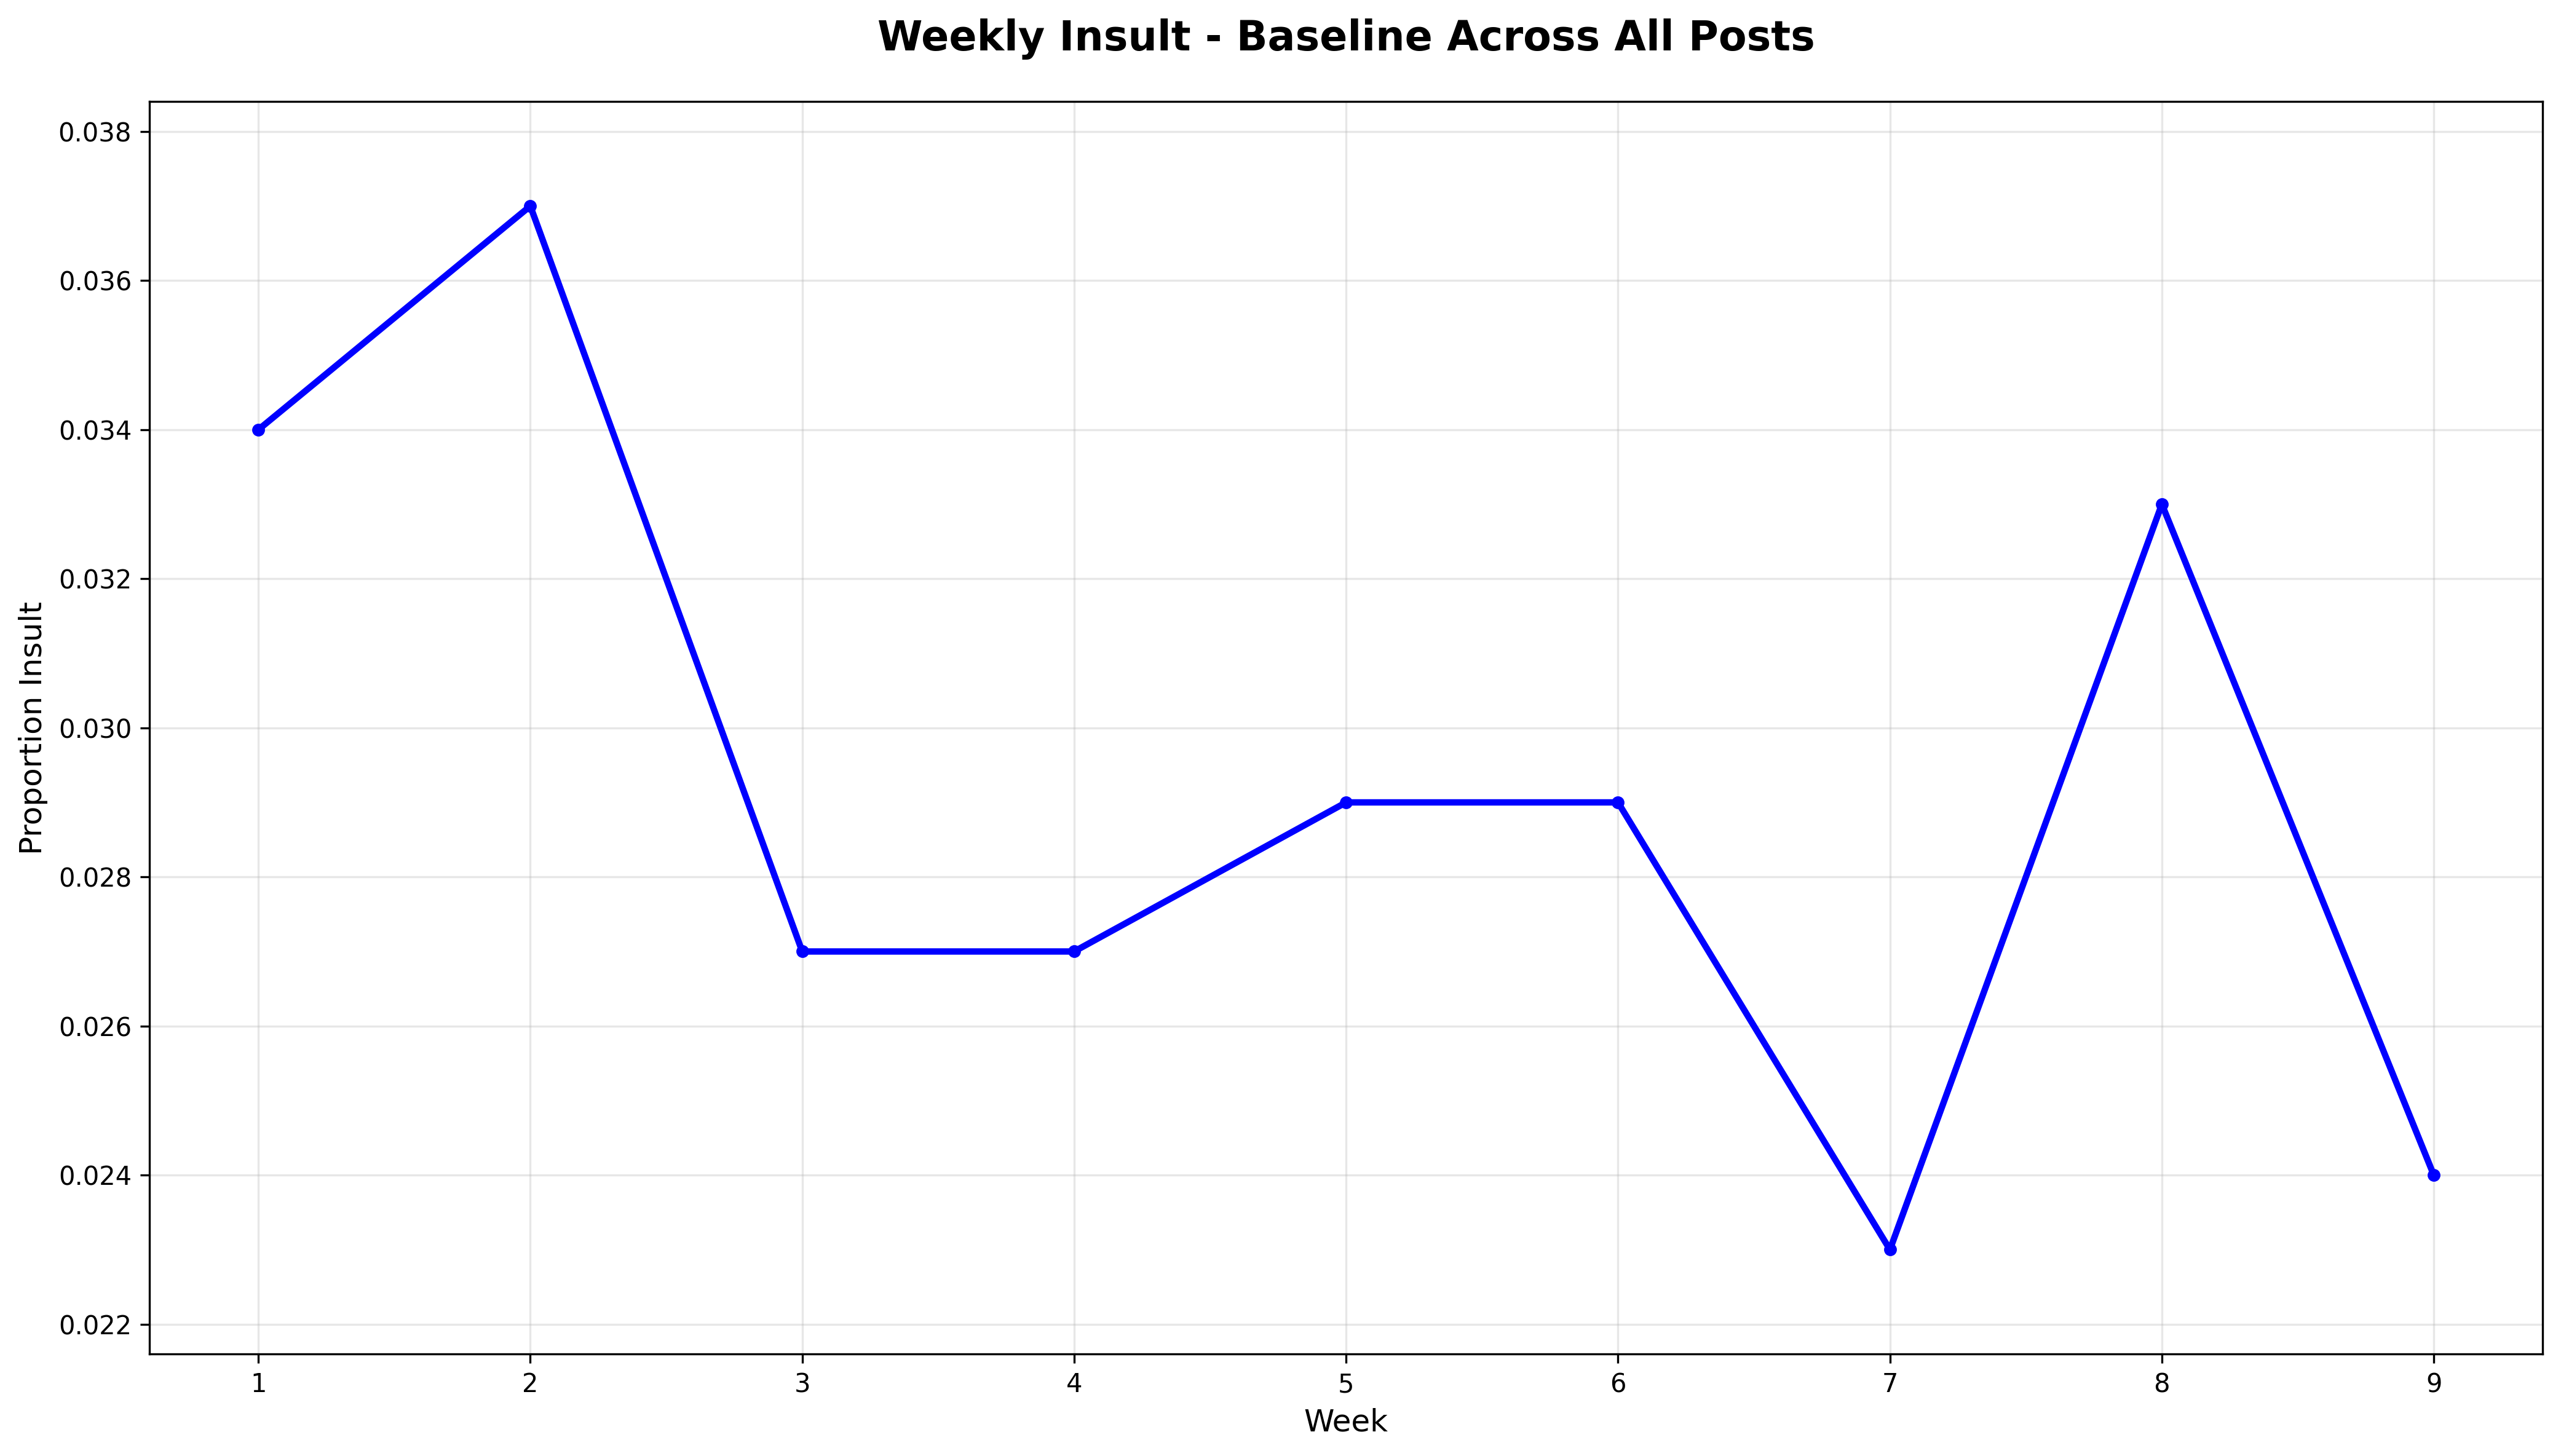 Weekly Insult - Baseline Across All Posts
0.038
0.036
0.034
0.032
0.030
0.028
0.026
0.024
0.022
Proportion Insult
1 2 3 4 5 6 7 8 9
Week